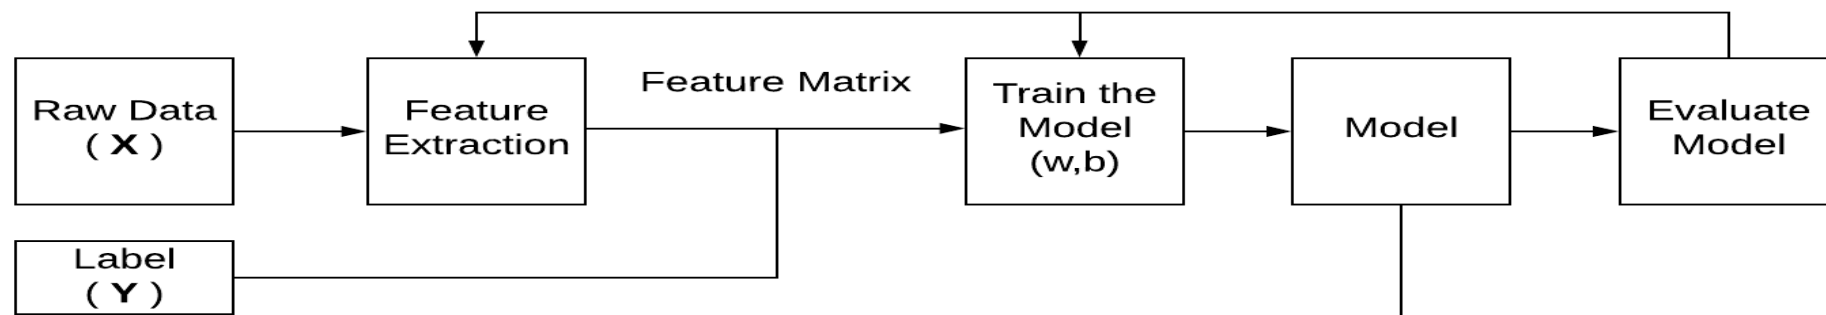 Raw Data
( X )
Feature
Extraction
Feature Matrix
Train the
Model
(w,b)
Model
Evaluate
Model
Label
( Y )